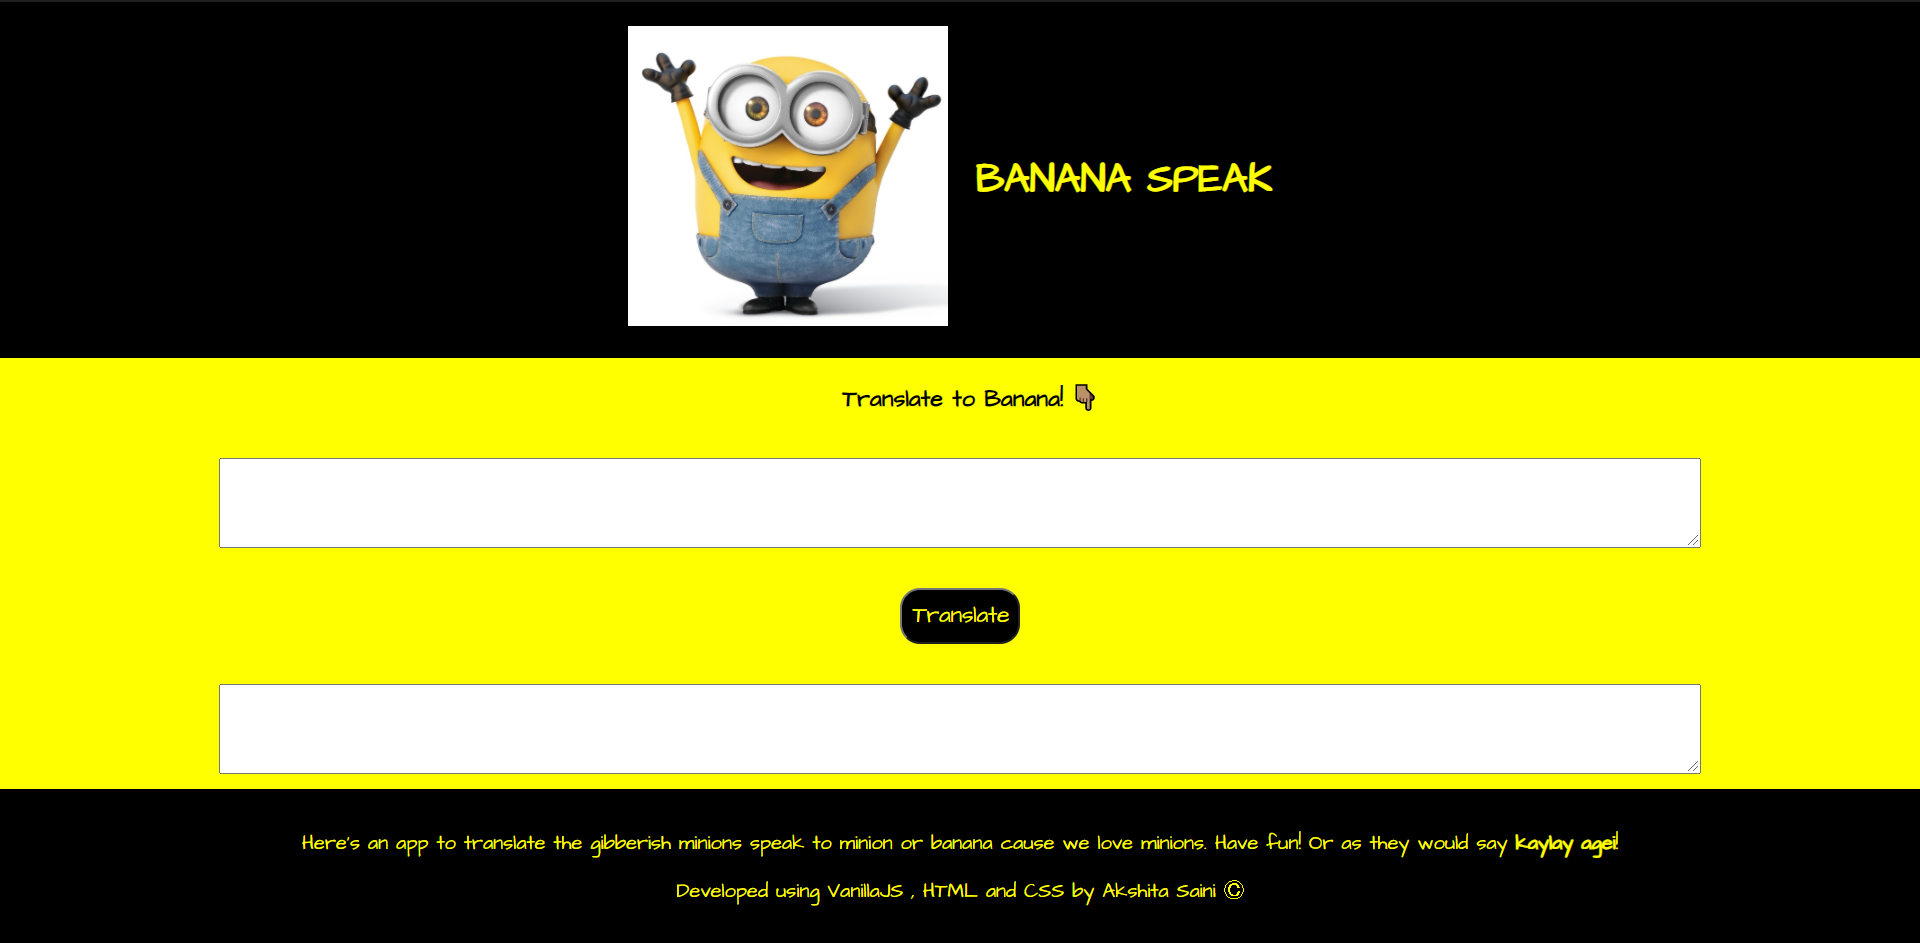 BANANA SPEAK
Translate to Banana! 👇🏽
Translate
Here's an app to translate the gibberish minions speak to minion or banana cause we love minions. Have fun! Or as they would say kaylay agei!
Developed using VanillaJS , HTML and CSS by Akshita Saini ©